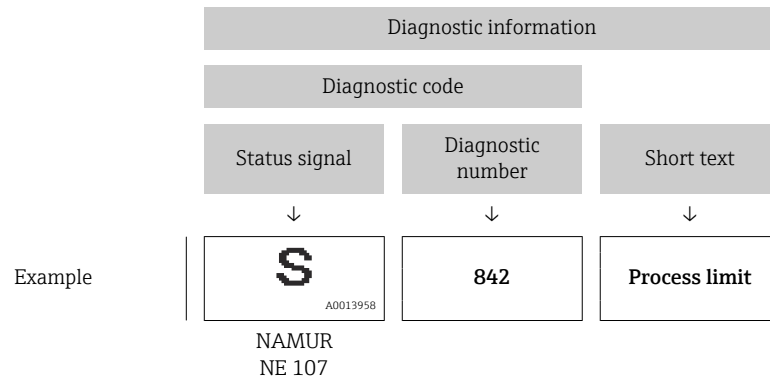 Diagnostic information
Diagnostic code
Status signal
Diagnostic
number
Short text
↓ ↓ ↓
Example
S
842
Process limit
A0013958
NAMUR
NE 107